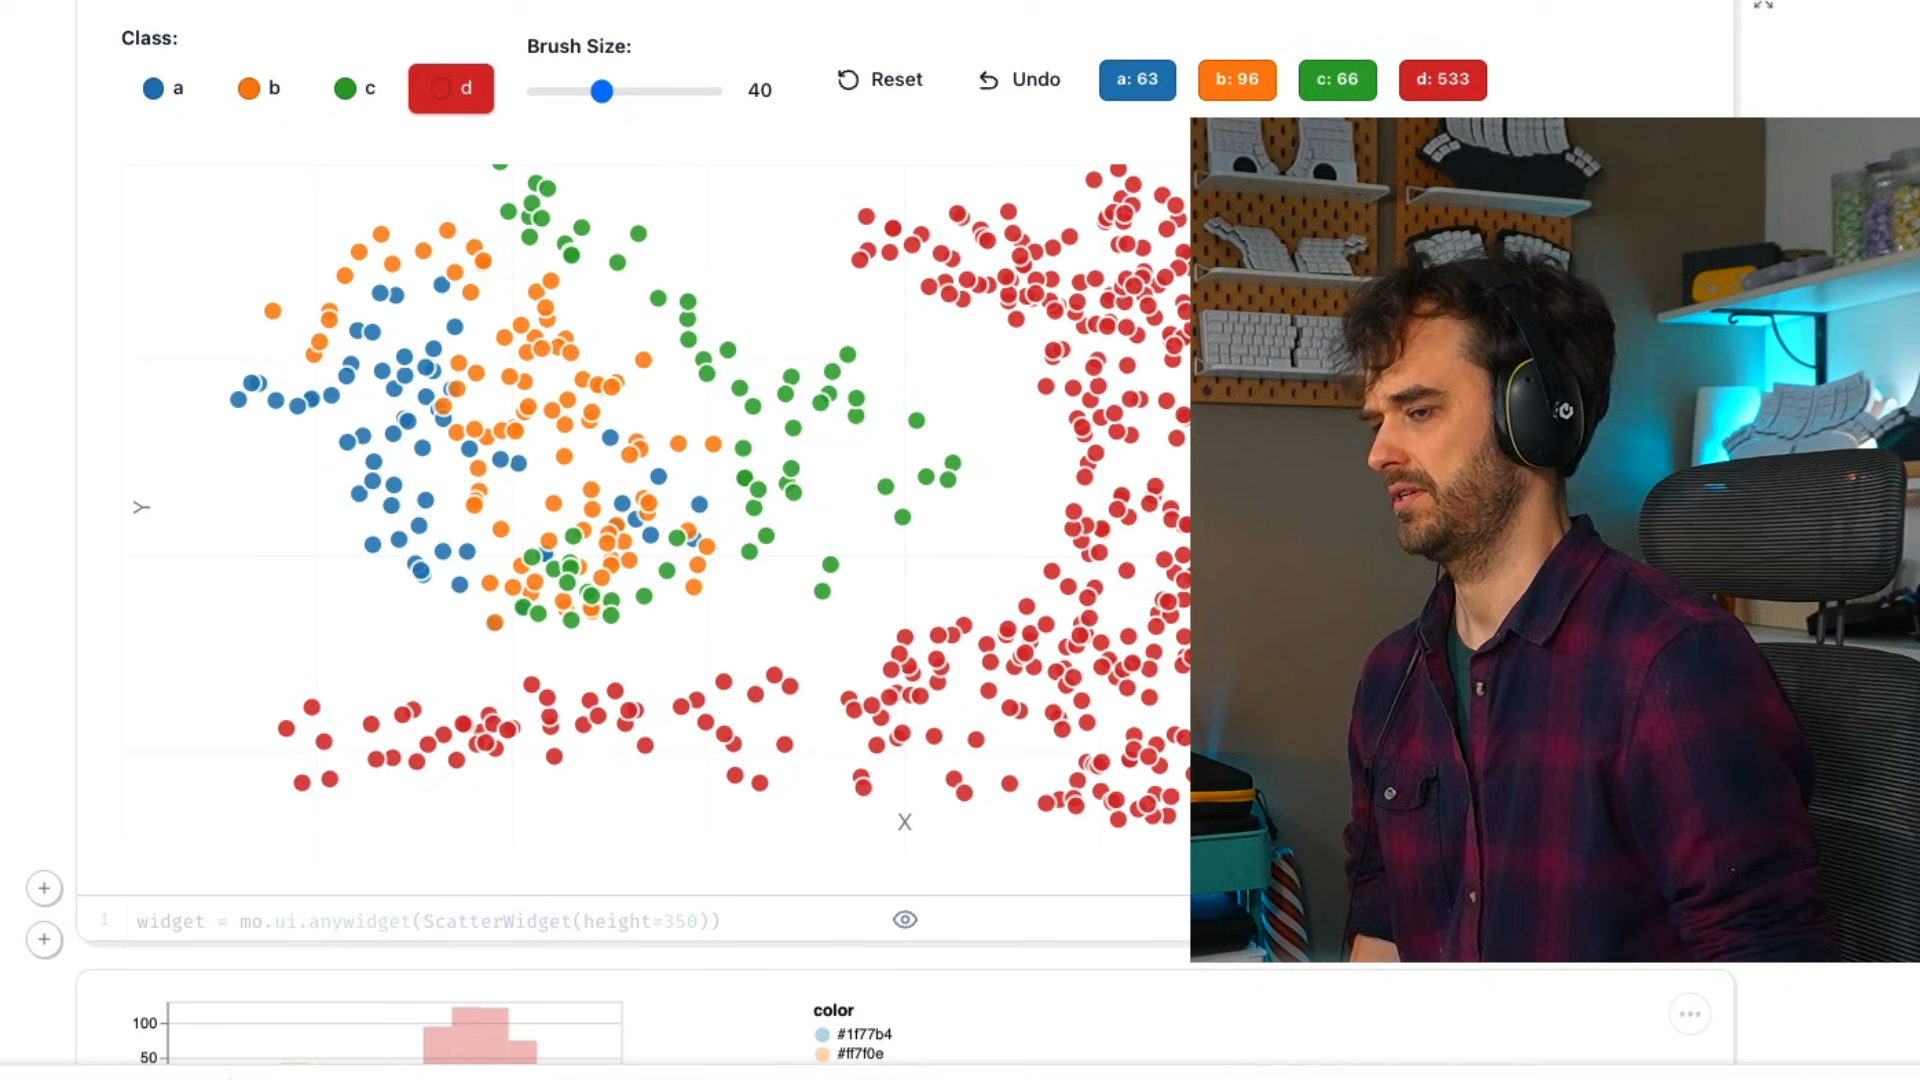 Class:
a
b
c
d
Brush Size:
40
Reset
Undo
a: 63
b: 96
c: 66
d: 533
Y
X
1 widget = mo.ui.anywidget(ScatterWidget(height=350))
100
50
color
#1f77b4
#ff7f0e